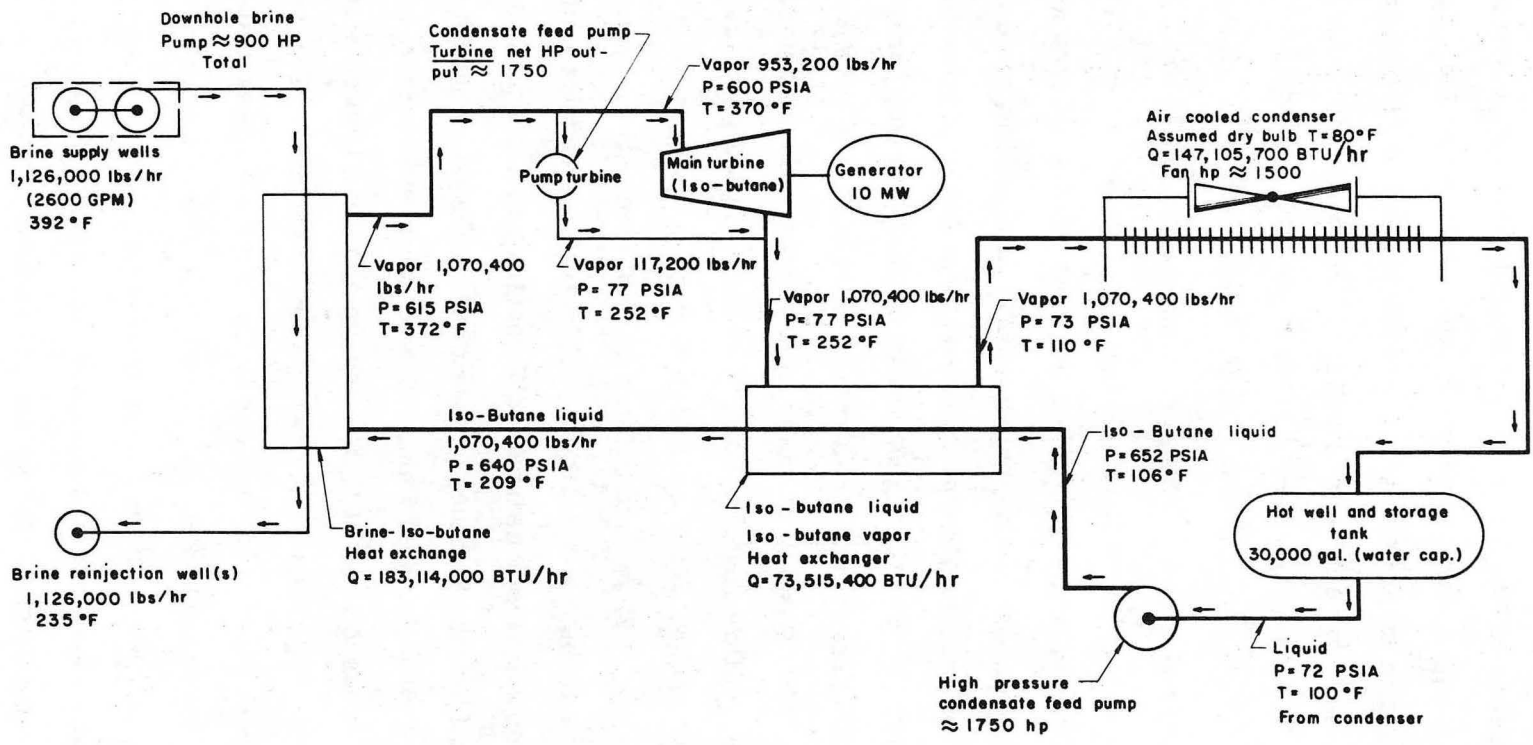 Downhole brine
Pump ≈ 900 HP
Total
Brine supply wells
1,126,000 lbs/hr
(2600 GPM)
392 °F
Condensate feed pump
Turbine net HP out-
put ≈ 1750
Vapor 953,200 lbs/hr
P= 600 PSIA
T= 370 °F
Pump turbine
Main turbine
(Iso-butane)
Generator
10 MW
Air cooled condenser
Assumed dry bulb T=80°F
Q=147,105,700 BTU/hr
Fan hp ≈ 1500
Vapor 1,070,400
lbs/hr
P= 615 PSIA
T= 372°F
Vapor 117,200 lbs/hr
P= 77 PSIA
T= 252 °F
Vapor 1,070,400 lbs/hr
P= 77 PSIA
T= 252 °F
Vapor 1,070,400 lbs/hr
P= 73 PSIA
T= 110 °F
Iso-Butane liquid
1,070,400 lbs/hr
P= 640 PSIA
T= 209 °F
Iso-Butane liquid
P= 652 PSIA
T= 106°F
Brine reinjection well(s)
1,126,000 lbs/hr
235 °F
Brine-Iso-butane
Heat exchange
Q= 183,114,000 BTU/hr
Iso-butane liquid
Iso-butane vapor
Heat exchanger
Q=73,515,400 BTU/hr
Hot well and storage
tank
30,000 gal. (water cap.)
High pressure
condensate feed pump
≈ 1750 hp
Liquid
P= 72 PSIA
T= 100°F
From condenser